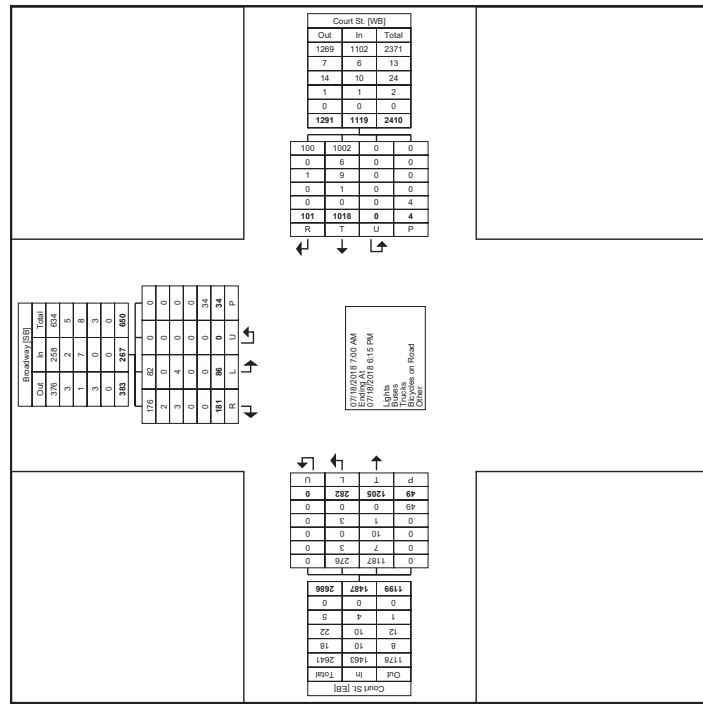 Court St. [WB]
Out In Total
1269 1102 2371
7 6 13
14 10 24
1 1 2
0 0 0
1291 1119 2410
100 1002 0 0
0 6 0 0
1 9 0 0
0 1 0 0
0 0 0 4
101 1018 0 4
R T U P
Broadway [SB]
Out In Total
376 258 634
3 2 5
1 7 8
3 0 3
0 0 0
383 267 650
176 82 0 0
2 0 0 0
3 4 0 0
0 0 0 0
0 0 0 34
181 86 0 34
R L U P
07/18/2018 7:00 AM
Ending At
07/18/2018 6:15 PM
Lights
Buses
Trucks
Bicycles on Road
Other
U L T P
0 282 1205 49
0 0 0 49
0 3 1 0
0 0 10 0
0 3 7 0
0 276 1187 0
2686 1487 1199
0 0 0
5 4 1
22 10 12
18 10 8
2641 1463 1178
Total In Out
Court St. [EB]